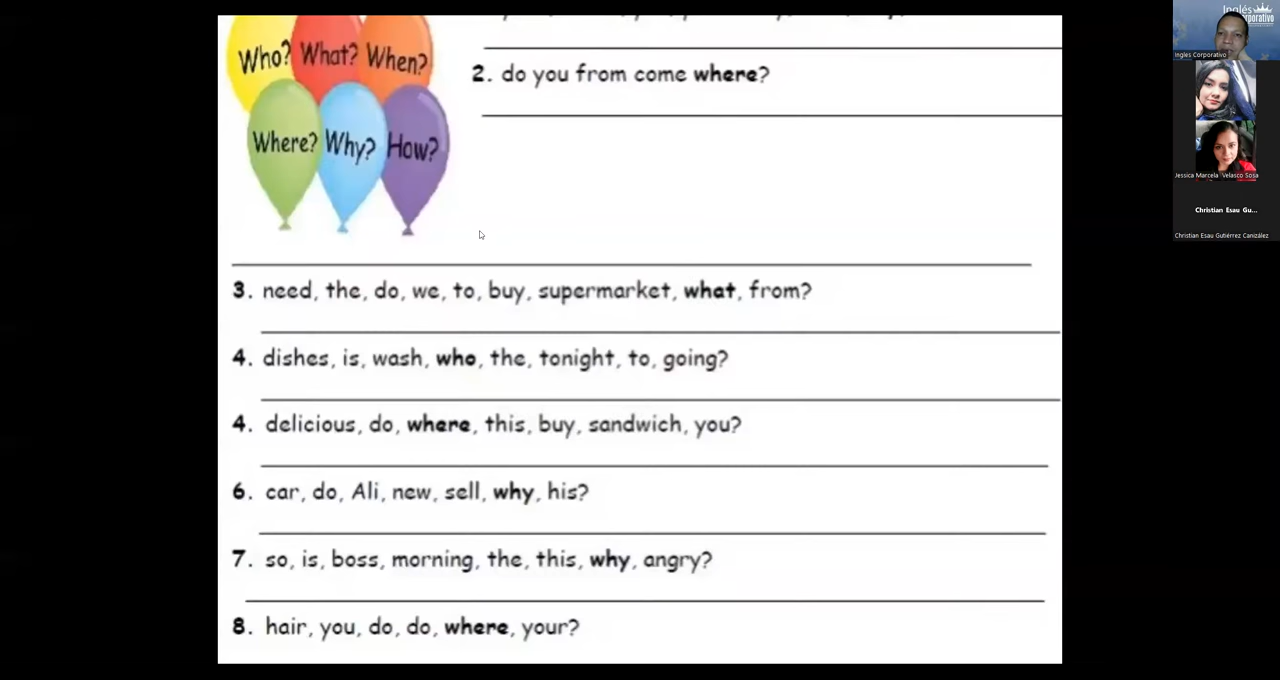 Who? What? When?
Where? Why? How?
2. do you from come where?
3. need, the, do, we, to, buy, supermarket, what, from?
4. dishes, is, wash, who, the, tonight, to, going?
4. delicious, do, where, this, buy, sandwich, you?
6. car, do, Ali, new, sell, why, his?
7. so, is, boss, morning, the, this, why, angry?
8. hair, you, do, do, where, your?
Inglés
Inglés Corporativo
Jessica Marcela Velasco Sosa
Christian Esau Gu...
Christian Esau Gutiérrez Canizález